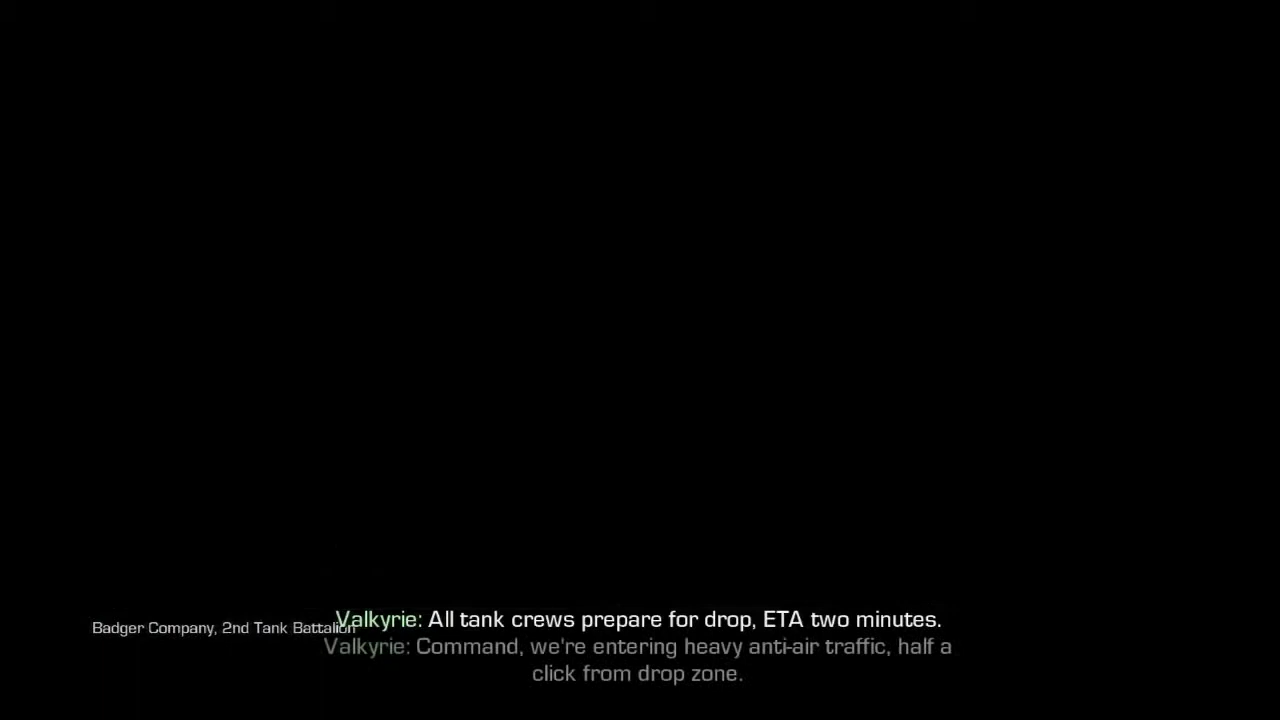 Valkyrie: All tank crews prepare for drop, ETA two minutes.
Badger Company, 2nd Tank Battalion
Valkyrie: Command, we're entering heavy anti-air traffic, half a
click from drop zone.